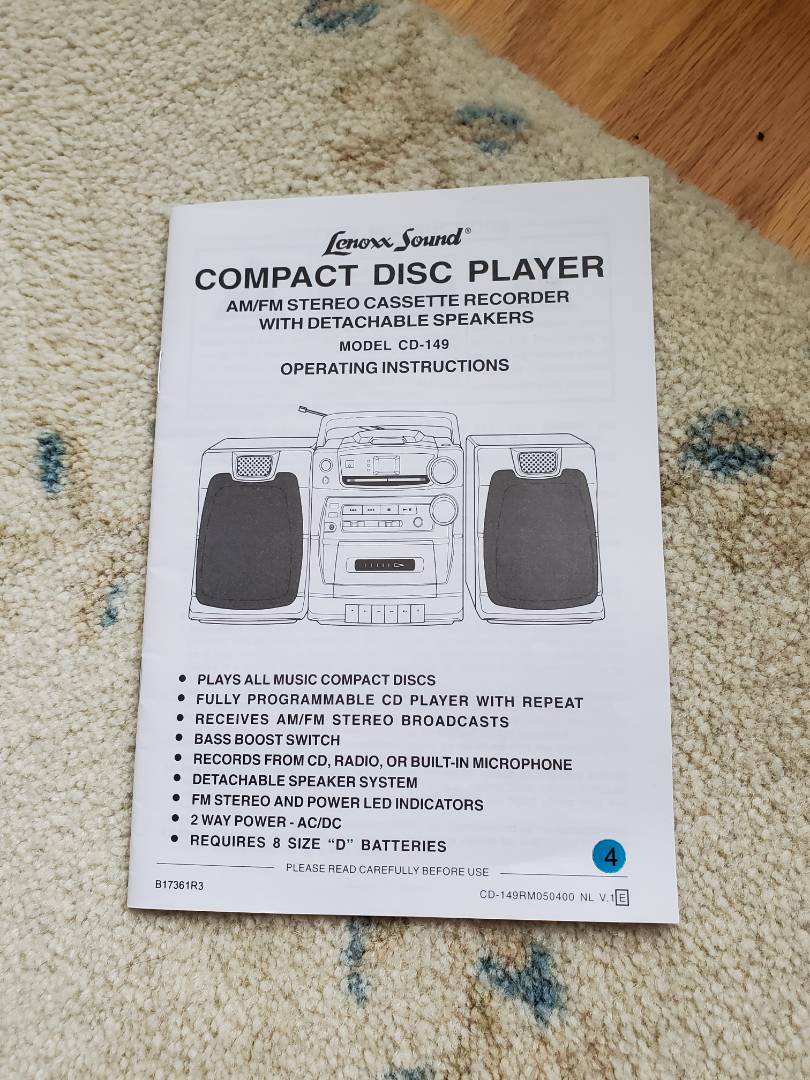 Lenoxx Sound®
COMPACT DISC PLAYER
AM/FM STEREO CASSETTE RECORDER
WITH DETACHABLE SPEAKERS
MODEL CD-149
OPERATING INSTRUCTIONS
• PLAYS ALL MUSIC COMPACT DISCS
• FULLY PROGRAMMABLE CD PLAYER WITH REPEAT
• RECEIVES AM/FM STEREO BROADCASTS
• BASS BOOST SWITCH
• RECORDS FROM CD, RADIO, OR BUILT-IN MICROPHONE
• DETACHABLE SPEAKER SYSTEM
• FM STEREO AND POWER LED INDICATORS
• 2 WAY POWER - AC/DC
• REQUIRES 8 SIZE “D” BATTERIES
4
PLEASE READ CAREFULLY BEFORE USE
B17361R3
CD-149RM050400 NL V.1 E